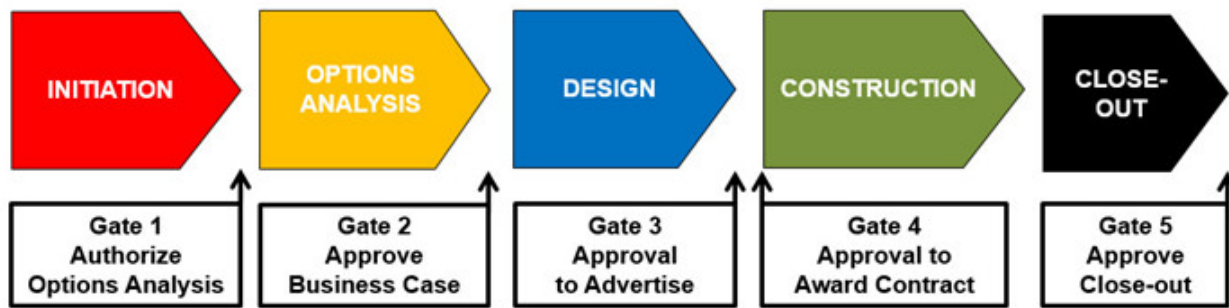 INITIATION
OPTIONS
ANALYSIS
DESIGN
CONSTRUCTION
CLOSE-
OUT
Gate 1
Authorize
Options Analysis
Gate 2
Approve
Business Case
Gate 3
Approval
to Advertise
Gate 4
Approval to
Award Contract
Gate 5
Approve
Close-out